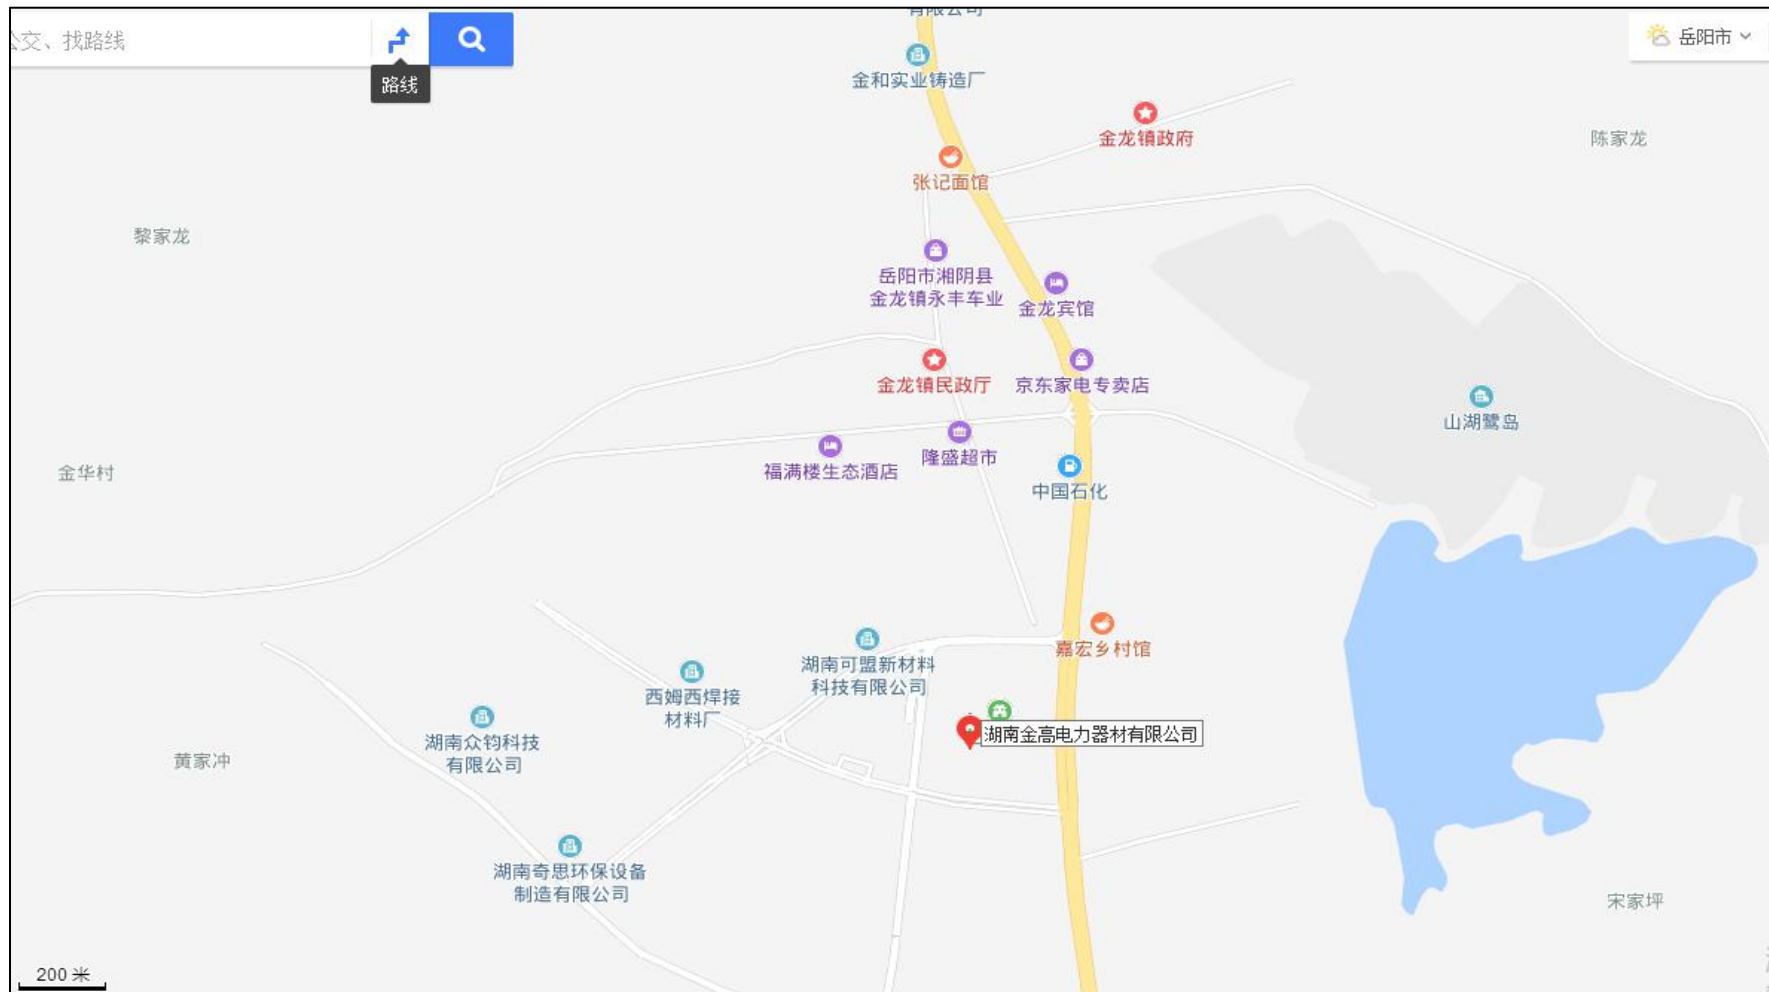 有限公司
交、找路线
岳阳市
路线
金和实业铸造厂
金龙镇政府
陈家龙
张记面馆
黎家龙
岳阳市湘阴县
金龙镇永丰车业
金龙宾馆
金龙镇民政厅
京东家电专卖店
山湖鹭岛
隆盛超市
福满楼生态酒店
金华村
中国石化
嘉宏乡村馆
湖南可盟新材料
科技有限公司
西姆西焊接
材料厂
湖南金高电力器材有限公司
湖南众钧科技
有限公司
黄家冲
湖南奇思环保设备
制造有限公司
宋家坪
200 米